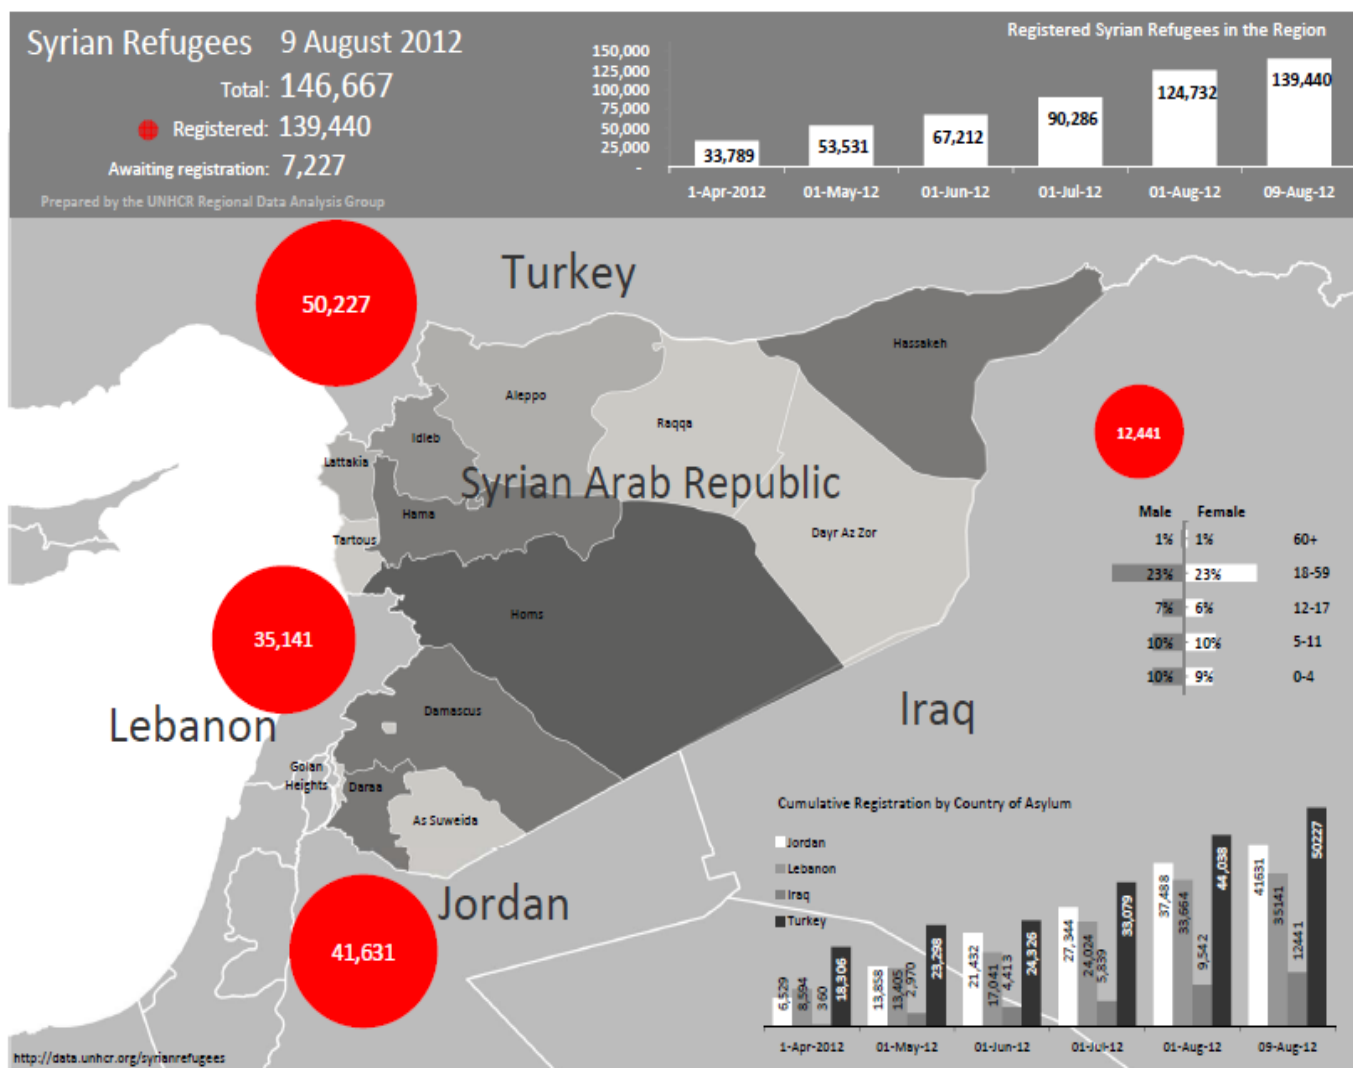 Syrian Refugees 9 August 2012
Total: 146,667
Registered: 139,440
Awaiting registration: 7,227
Prepared by the UNHCR Regional Data Analysis Group
Registered Syrian Refugees in the Region
150,000
125,000
100,000
75,000
50,000
25,000
-
33,789
53,531
67,212
90,286
124,732
139,440
1-Apr-2012
01-May-12
01-Jun-12
01-Jul-12
01-Aug-12
09-Aug-12
Turkey
50,227
Hassakeh
Aleppo
Raqqa
Idleb
12,441
Lattakia
Syrian Arab Republic
Hama
Tartous
Dayr Az Zor
Male Female
1% 1% 60+
23% 23% 18-59
7% 6% 12-17
10% 10% 5-11
10% 9% 0-4
Homs
35,141
Lebanon
Damascus
Iraq
Golan
Heights
Daraa
As Suweida
Jordan
41,631
Cumulative Registration by Country of Asylum
Jordan
Lebanon
Iraq
Turkey
6,529
8,594
360
18,306
13,858
13,405
2,970
23,298
21,432
17,041
4,413
24,326
27,344
24,024
5,839
33,079
37,488
33,664
9,542
44,038
41631
35141
12441
50227
1-Apr-2012
01-May-12
01-Jun-12
01-Jul-12
01-Aug-12
09-Aug-12
http://data.unhcr.org/syrianrefugees